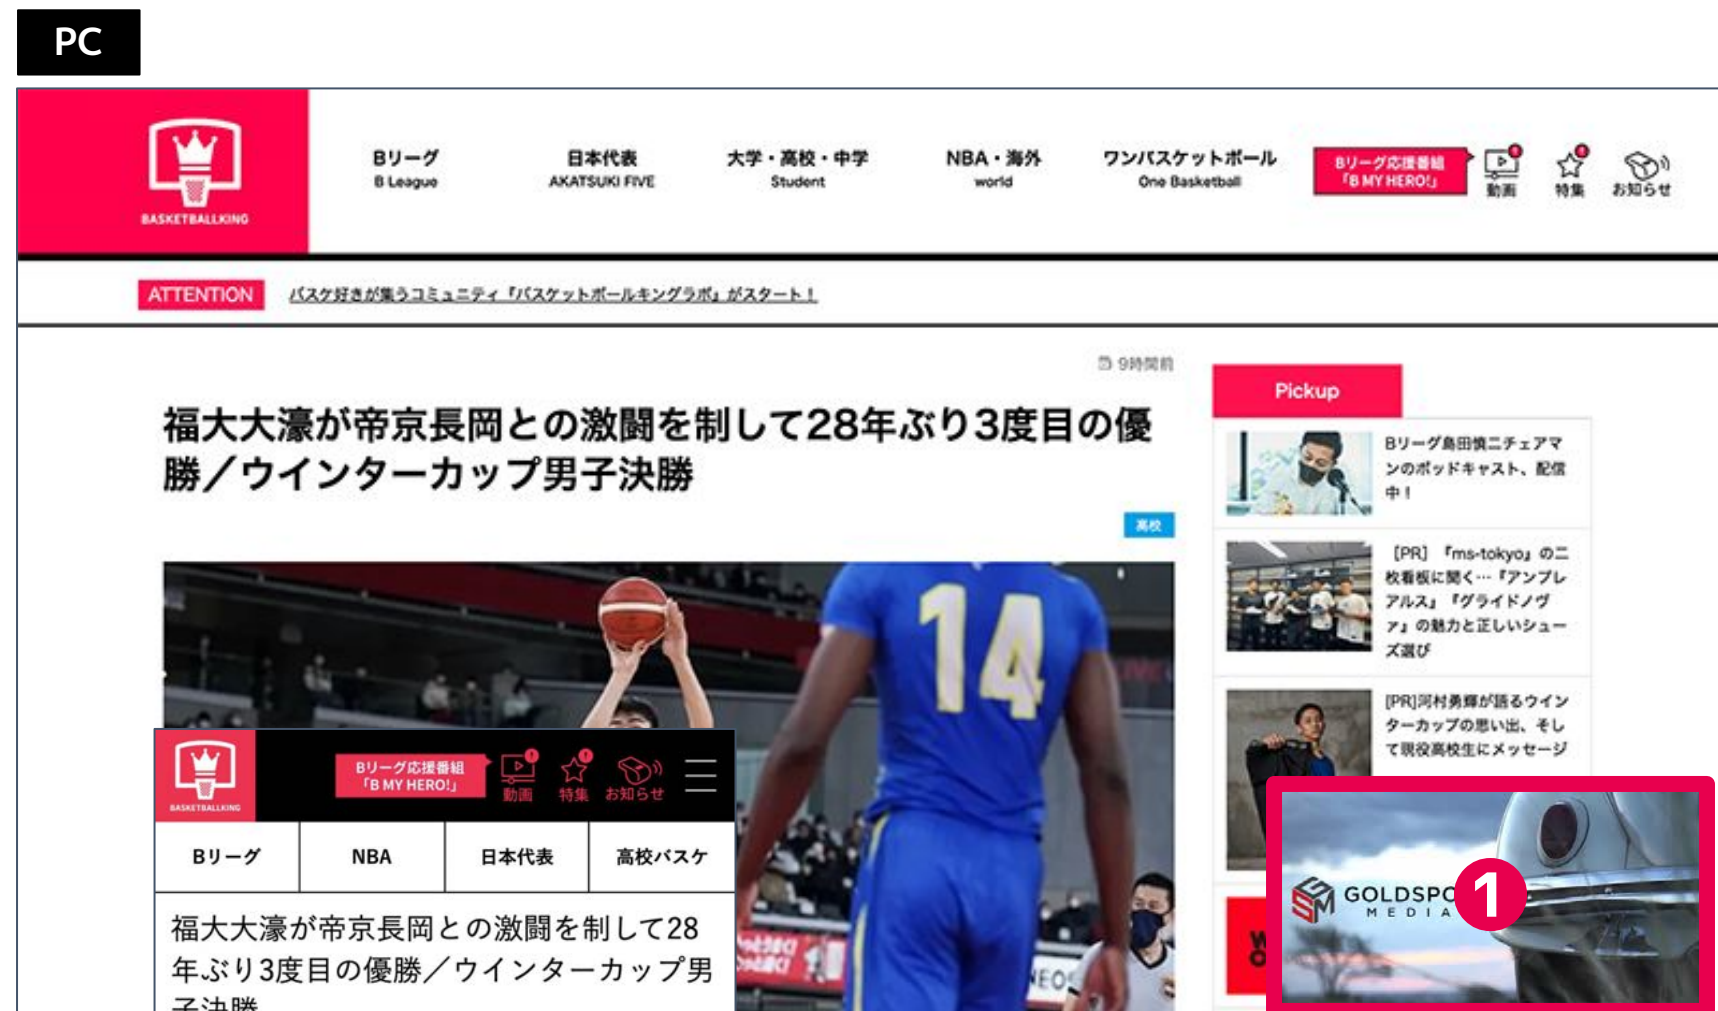 PC
BASKETBALLKING
Bリーグ
B League
日本代表
AKATSUKI FIVE
大学・高校・中学
Student
NBA・海外
world
ワンバスケットボール
One Basketball
Bリーグ応援番組
「B MY HERO!」
動画
特集
お知らせ
ATTENTION
バスケ好きが集うコミュニティ『バスケットボールキングラボ』がスタート！
9時間前
福大大濠が帝京長岡との激闘を制して28年ぶり3度目の優
勝／ウインターカップ男子決勝
高校
Pickup
Bリーグ島田慎二チェアマ
ンのポッドキャスト、配信
中！
［PR］『ms-tokyo』の二
枚看板に聞く…『アンプレ
アルス』『グライドノヴ
ァ』の魅力と正しいシュー
ズ選び
[PR]河村勇輝が語るウイン
ターカップの思い出、そし
て現役高校生にメッセージ
14
BASKETBALLKING
Bリーグ応援番組
「B MY HERO!」
動画
特集
お知らせ
Bリーグ
NBA
日本代表
高校バスケ
福大大濠が帝京長岡との激闘を制して28
年ぶり3度目の優勝／ウインターカップ男
子決勝
GOLDSPO
MEDIA
1